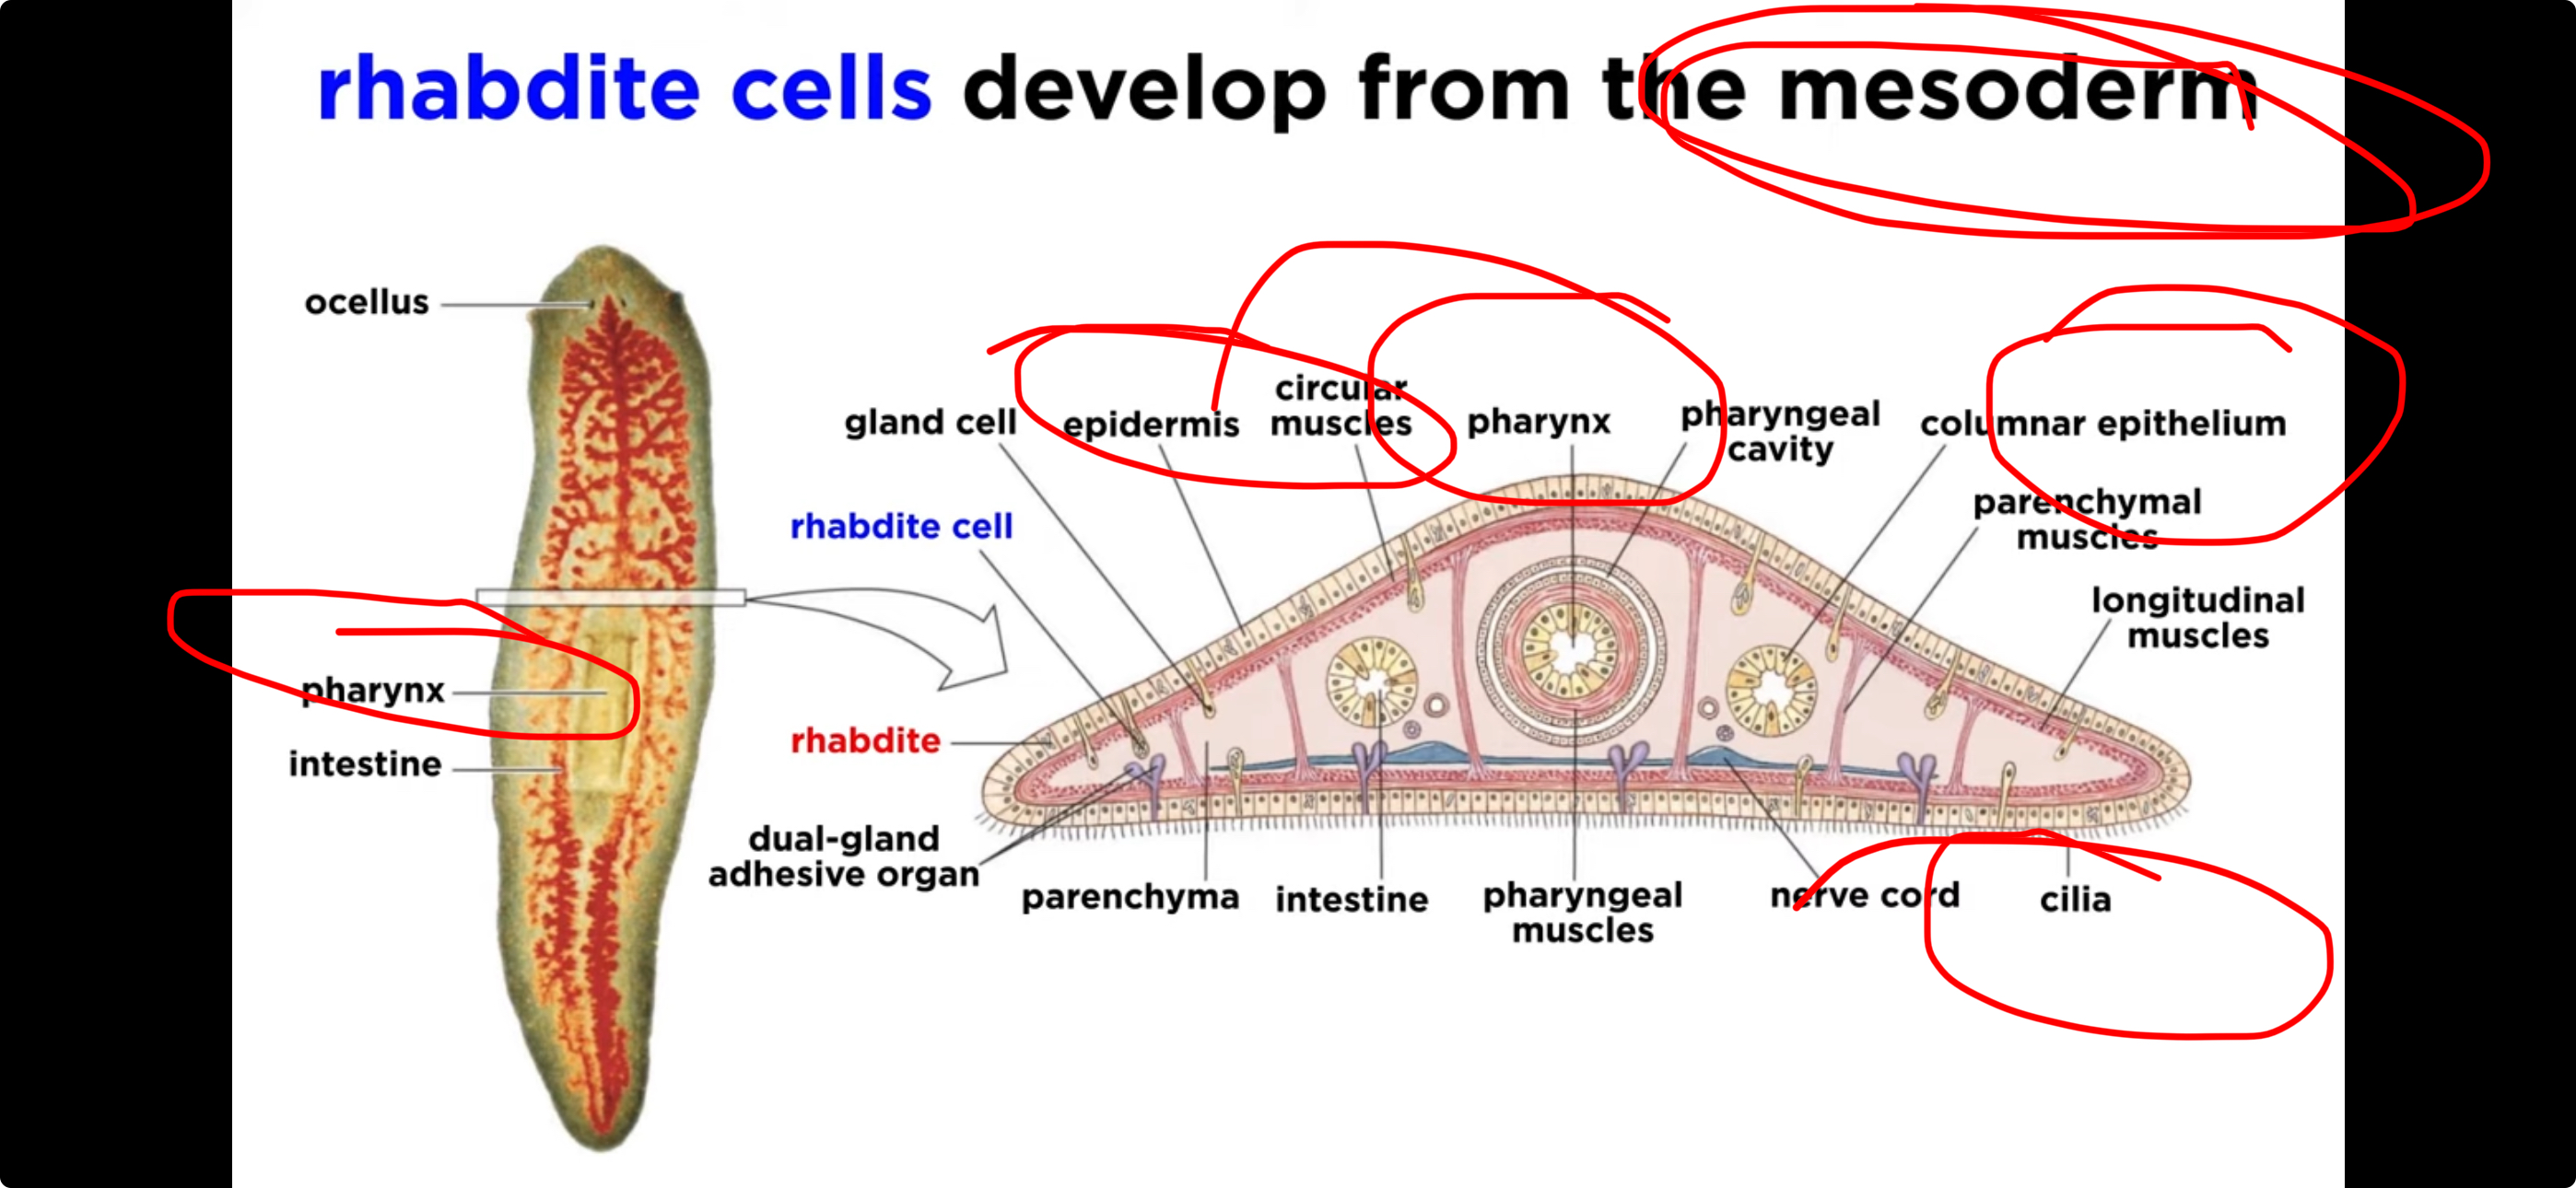 rhabdite cells develop from the mesoderm
ocellus
pharynx
intestine
gland cell
epidermis
circular
muscles
pharynx
pharyngeal
cavity
columnar epithelium
parenchymal
muscles
longitudinal
muscles
rhabdite cell
rhabdite
dual-gland
adhesive organ
parenchyma
intestine
pharyngeal
muscles
nerve cord
cilia